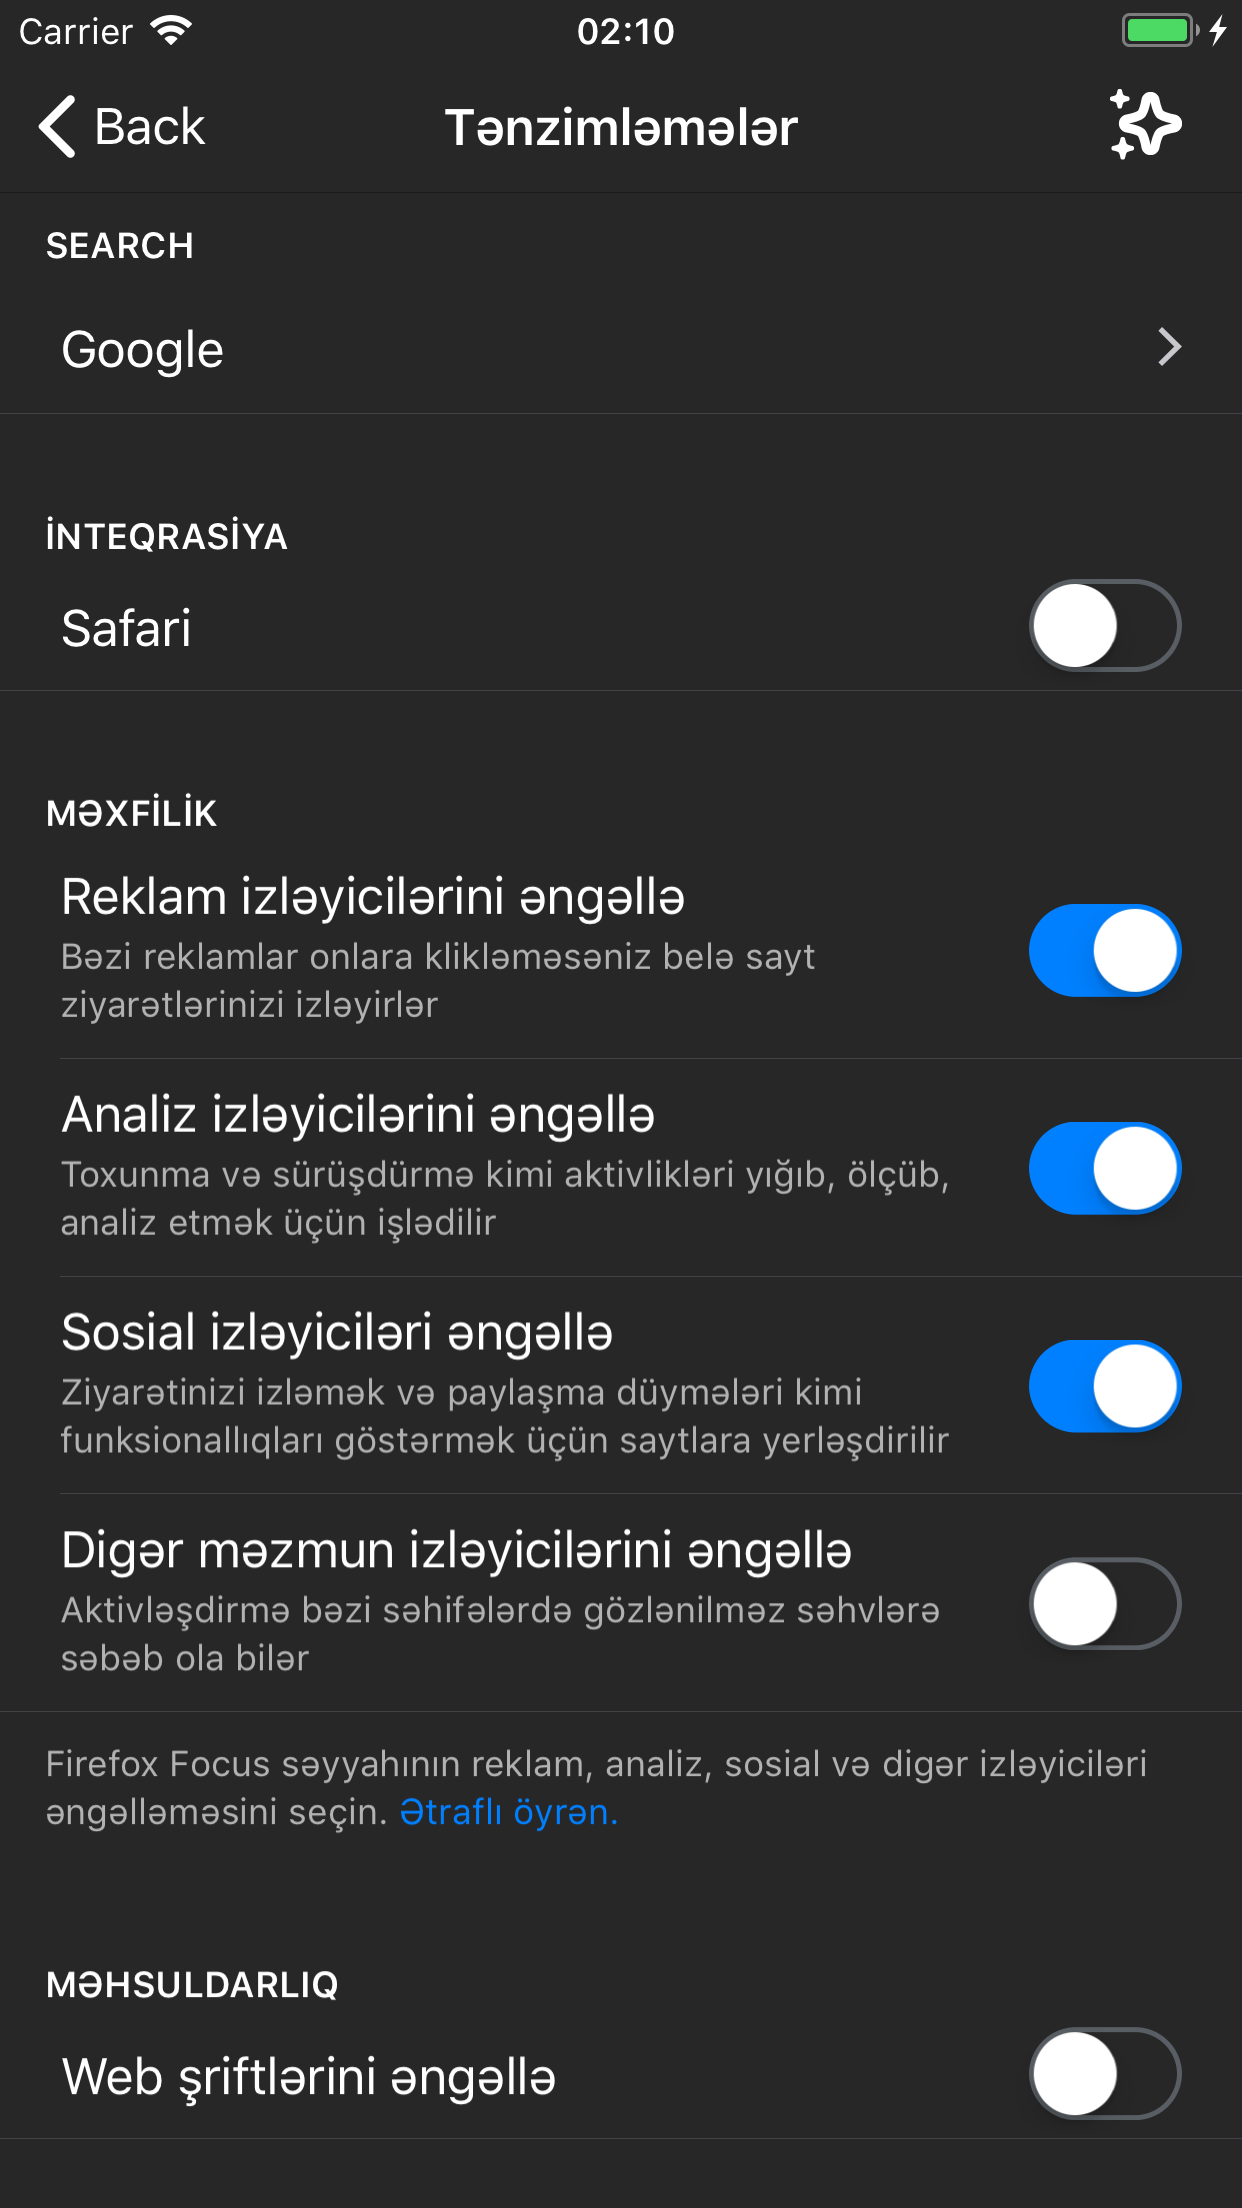 Carrier 02:10
Back Tənzimləmələr
SEARCH
Google
İNTEQRASİYA
Safari
MƏXFİLİK
Reklam izləyicilərini əngəllə
Bəzi reklamlar onlara klikləməsəniz belə sayt
ziyarətlərinizi izləyirlər
Analiz izləyicilərini əngəllə
Toxunma və sürüşdürmə kimi aktivlikləri yığıb, ölçüb,
analiz etmək üçün işlədilir
Sosial izləyiciləri əngəllə
Ziyarətinizi izləmək və paylaşma düymələri kimi
funksionallıqları göstərmək üçün saytlara yerləşdirilir
Digər məzmun izləyicilərini əngəllə
Aktivləşdirmə bəzi səhifələrdə gözlənilməz səhvlərə
səbəb ola bilər
Firefox Focus səyyahının reklam, analiz, sosial və digər izləyiciləri
əngəlləməsini seçin. Ətraflı öyrən.
MƏHSULDARLIQ
Web şriftlərini əngəllə